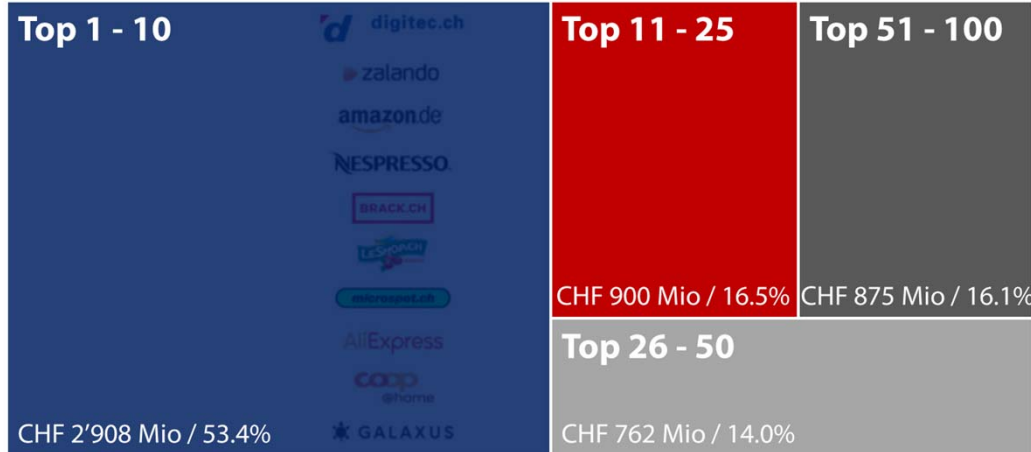 Top 1 - 10
digitec.ch
zalando
amazon.de
NESPRESSO.
BRACK.CH
LeShop.ch
microspot.ch
AliExpress
coop
@home
GALAXUS
CHF 2'908 Mio / 53.4%
Top 11 - 25
CHF 900 Mio / 16.5%
Top 51 - 100
CHF 875 Mio / 16.1%
Top 26 - 50
CHF 762 Mio / 14.0%